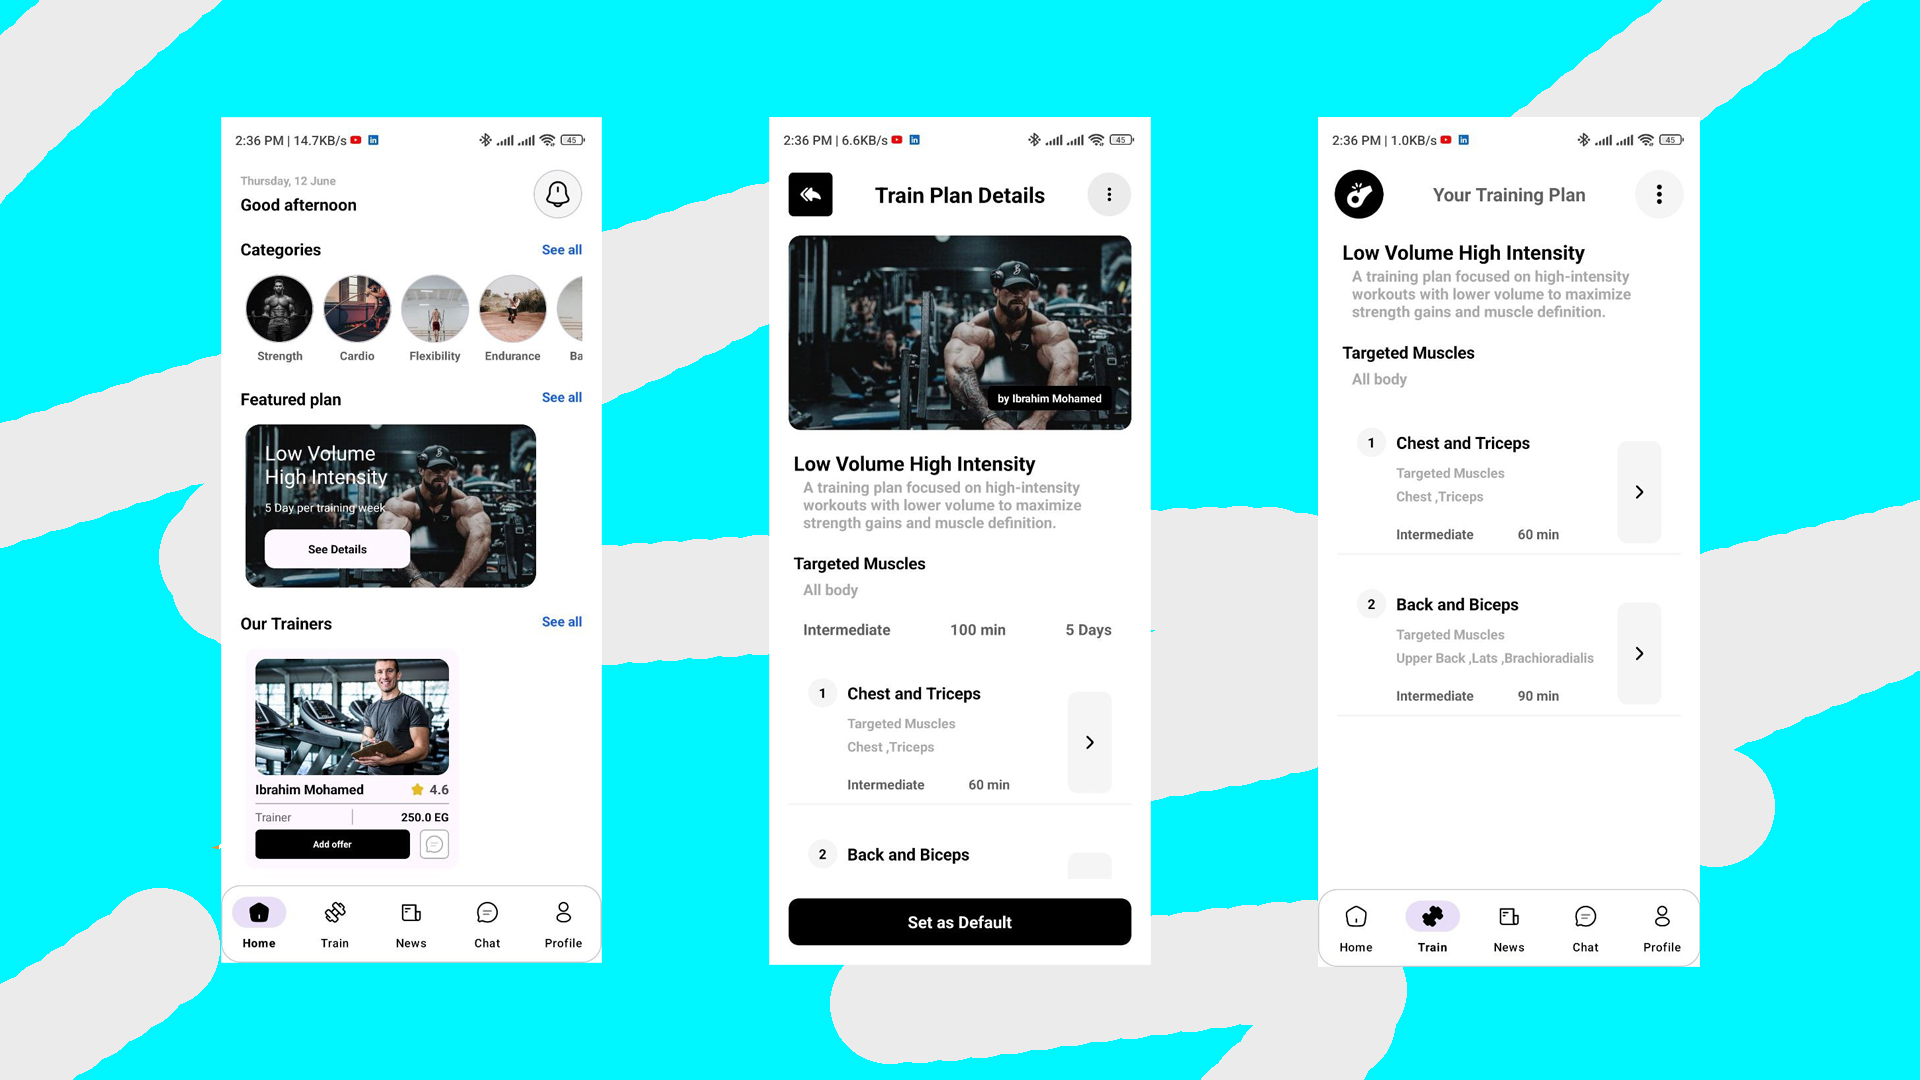 2:36 PM | 14.7KB/s
45
Thursday, 12 June
Good afternoon
Categories
See all
Strength
Cardio
Flexibility
Endurance
Ba
Featured plan
See all
Low Volume
High Intensity
5 Day per training week
See Details
Our Trainers
See all
Ibrahim Mohamed
4.6
Trainer
250.0 EG
Add offer
Home
Train
News
Chat
Profile
2:36 PM | 6.6KB/s
45
Train Plan Details
by Ibrahim Mohamed
Low Volume High Intensity
A training plan focused on high-intensity
workouts with lower volume to maximize
strength gains and muscle definition.
Targeted Muscles
All body
Intermediate
100 min
5 Days
1
Chest and Triceps
Targeted Muscles
Chest ,Triceps
Intermediate
60 min
2
Back and Biceps
Set as Default
2:36 PM | 1.0KB/s
45
Your Training Plan
Low Volume High Intensity
A training plan focused on high-intensity
workouts with lower volume to maximize
strength gains and muscle definition.
Targeted Muscles
All body
1
Chest and Triceps
Targeted Muscles
Chest ,Triceps
Intermediate
60 min
2
Back and Biceps
Targeted Muscles
Upper Back ,Lats ,Brachioradialis
Intermediate
90 min
Home
Train
News
Chat
Profile